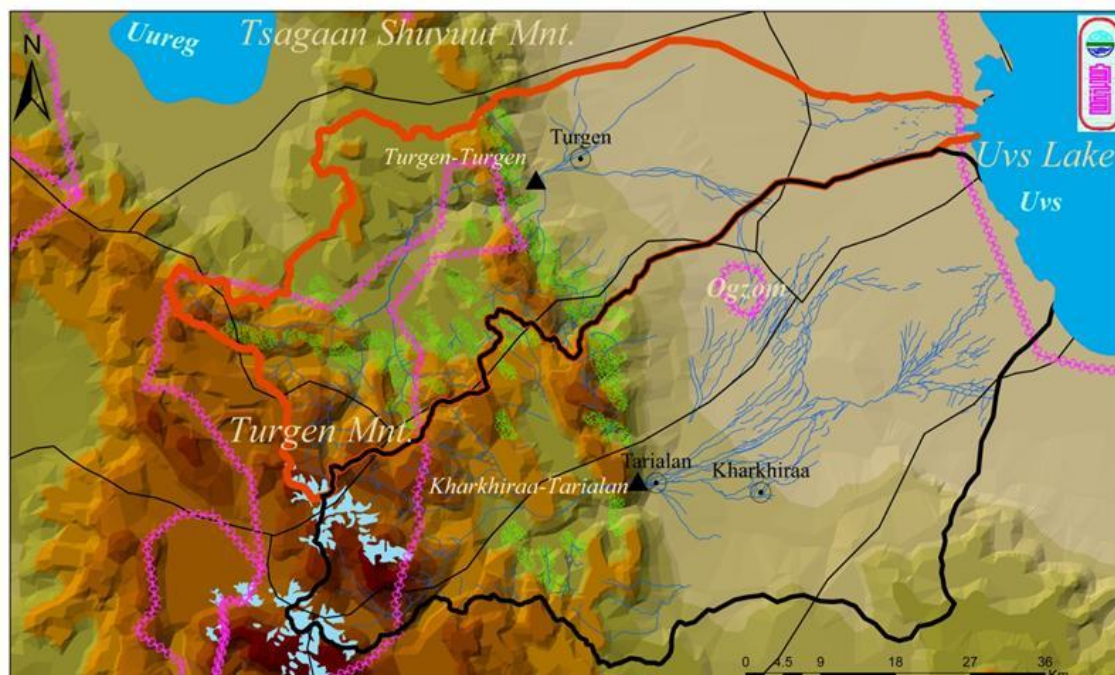 Uureg
Tsagaan Shuvuut Mnt.
N
Turgen
Turgen-Turgen
Uvs Lake
Uvs
Ogzom
Turgen Mnt.
Tarialan
Kharkhiraa
Kharkhiraa-Tarialan
0 4.5 9 18 27 36
Km